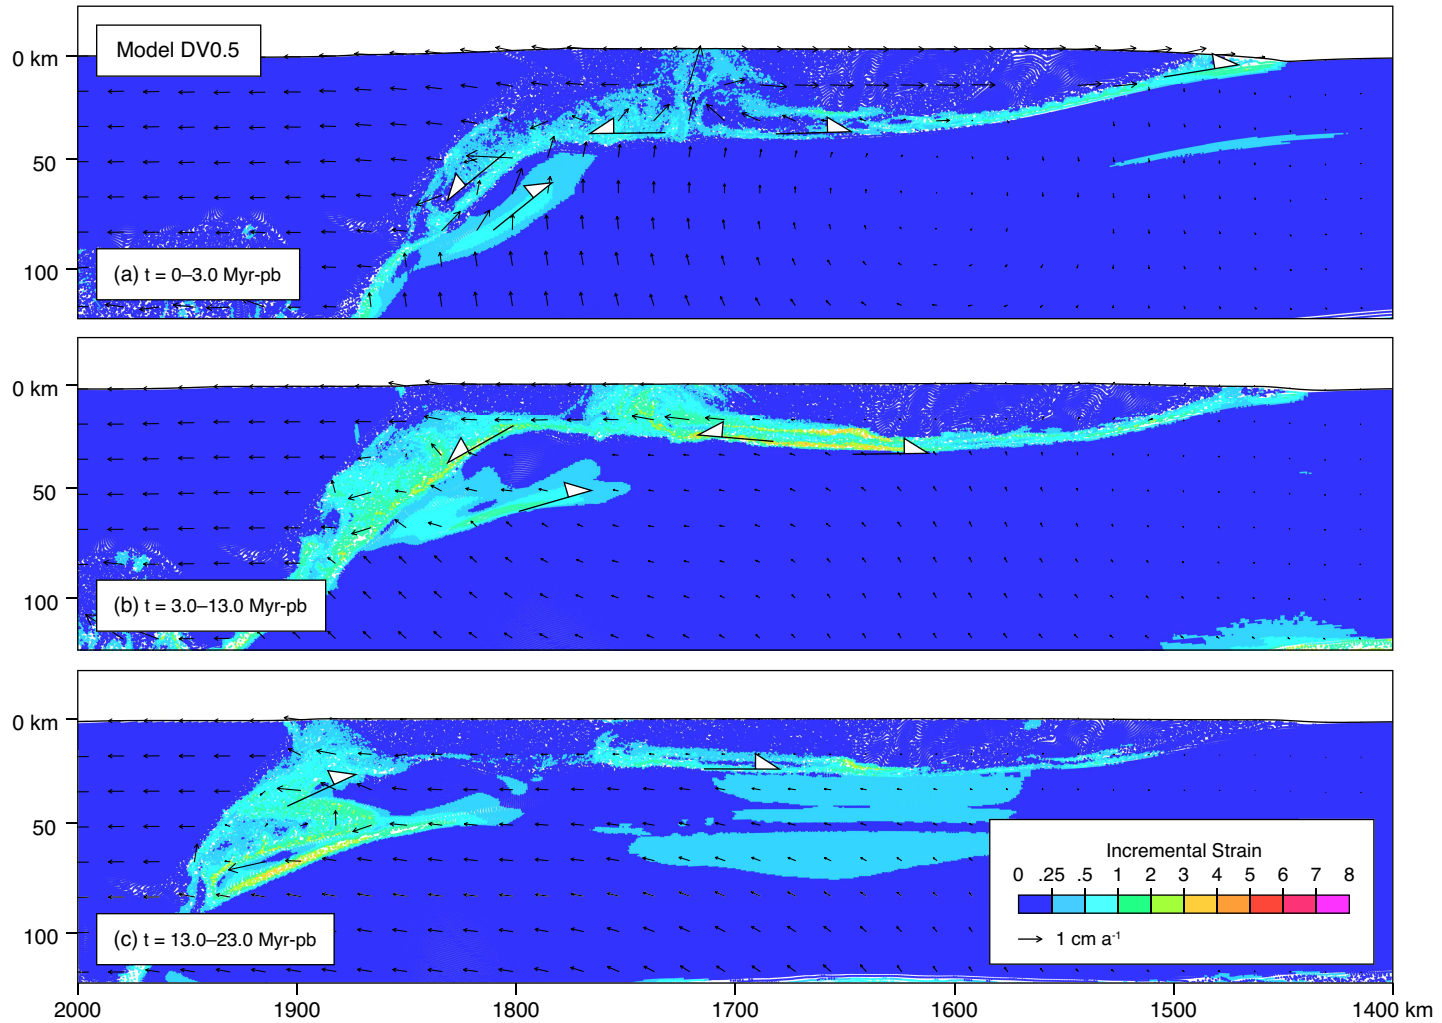 Model DV0.5
0 km
50
100
(a) t = 0–3.0 Myr-pb
0 km
50
100
(b) t = 3.0–13.0 Myr-pb
0 km
50
100
(c) t = 13.0–23.0 Myr-pb
Incremental Strain
0 .25 .5 1 2 3 4 5 6 7 8
1 cm a⁻¹
2000 1900 1800 1700 1600 1500 1400 km